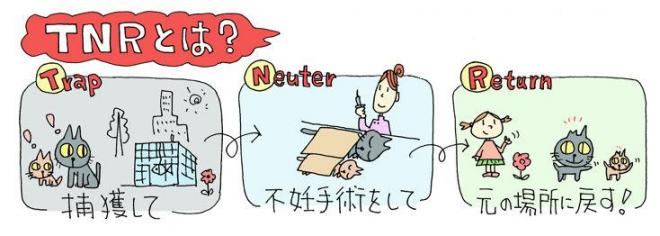 TNRとは?
Trap
Neuter
Return
捕獲して
不妊手術をして
元の場所に戻す!